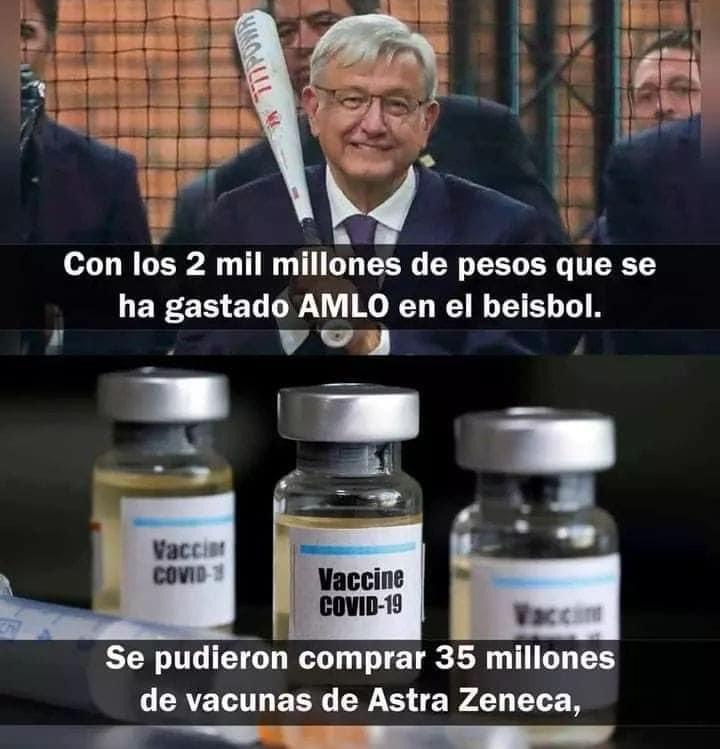 Con los 2 mil millones de pesos que se
ha gastado AMLO en el beisbol.
Vaccine
COVID-19
Vaccine
COVID-19
Se pudieron comprar 35 millones
de vacunas de Astra Zeneca,